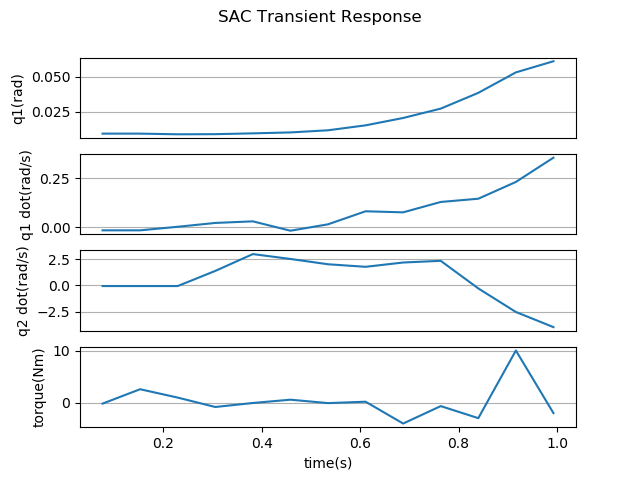 SAC Transient Response
q1(rad)
0.050
0.025
q1 dot(rad/s)
0.25
0.00
q2 dot(rad/s)
2.5
0.0
−2.5
torque(Nm)
10
0
0.2 0.4 0.6 0.8 1.0
time(s)